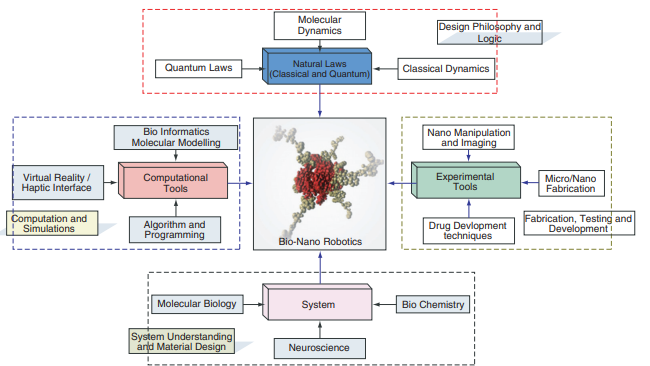 Molecular
Dynamics
Design Philosophy and
Logic
Quantum Laws
Natural Laws
(Classical and Quantum)
Classical Dynamics
Bio Informatics
Molecular Modelling
Virtual Reality /
Haptic Interface
Computational
Tools
Computation and
Simulations
Algorithm and
Programming
Bio-Nano Robotics
Nano Manipulation
and Imaging
Experimental
Tools
Micro/Nano
Fabrication
Drug Devlopment
techniques
Fabrication, Testing and
Development
Molecular Biology
System
Bio Chemistry
System Understanding
and Material Design
Neuroscience